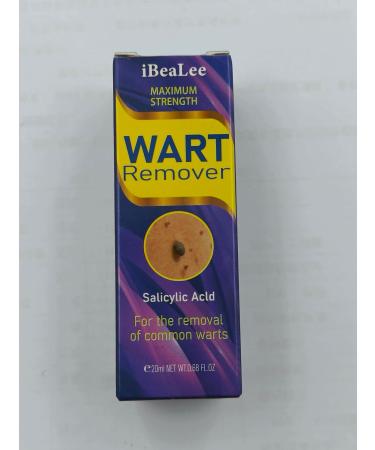 iBeaLee
MAXIMUM
STRENGTH
WART
Remover
Salicylic Acld
For the removal
of common warts
℮20ml NET WT.0.68 FL.OZ